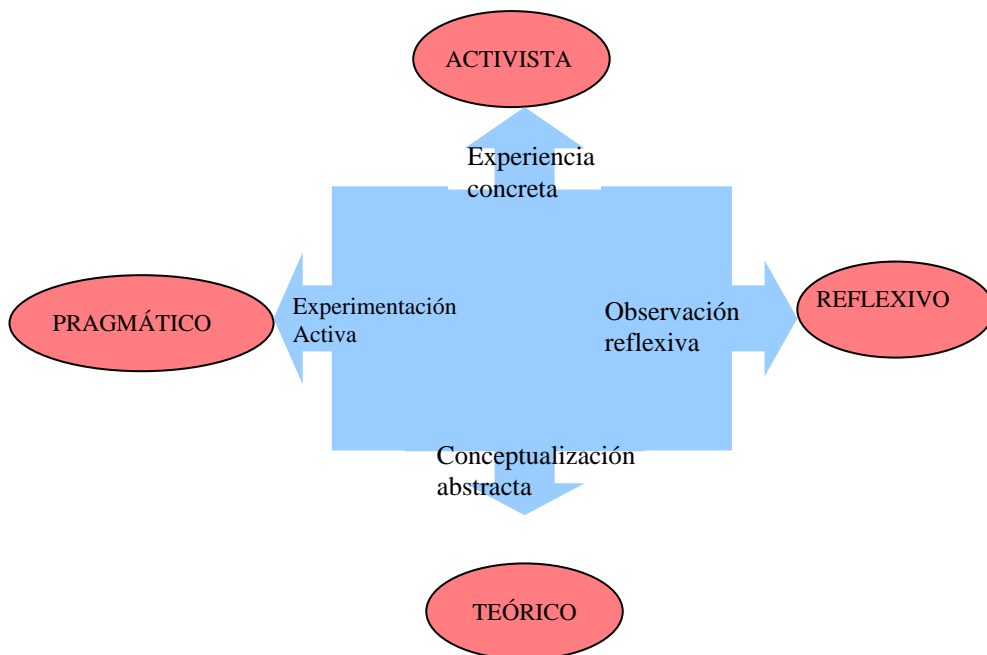 ACTIVISTA
Experiencia
concreta
PRAGMÁTICO
Experimentación
Activa
Observación
reflexiva
REFLEXIVO
Conceptualización
abstracta
TEÓRICO